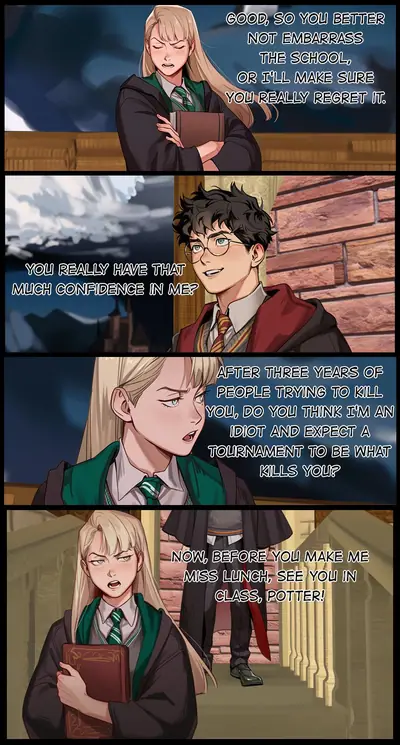 GOOD, SO YOU BETTER
NOT EMBARRASS
THE SCHOOL,
OR I'LL MAKE SURE
YOU REALLY REGRET IT.
YOU REALLY HAVE THAT
MUCH CONFIDENCE IN ME?
AFTER THREE YEARS OF
PEOPLE TRYING TO KILL
YOU, DO YOU THINK I'M AN
IDIOT AND EXPECT A
TOURNAMENT TO BE WHAT
KILLS YOU?
NOW, BEFORE YOU MAKE ME
MISS LUNCH, SEE YOU IN
CLASS, POTTER!